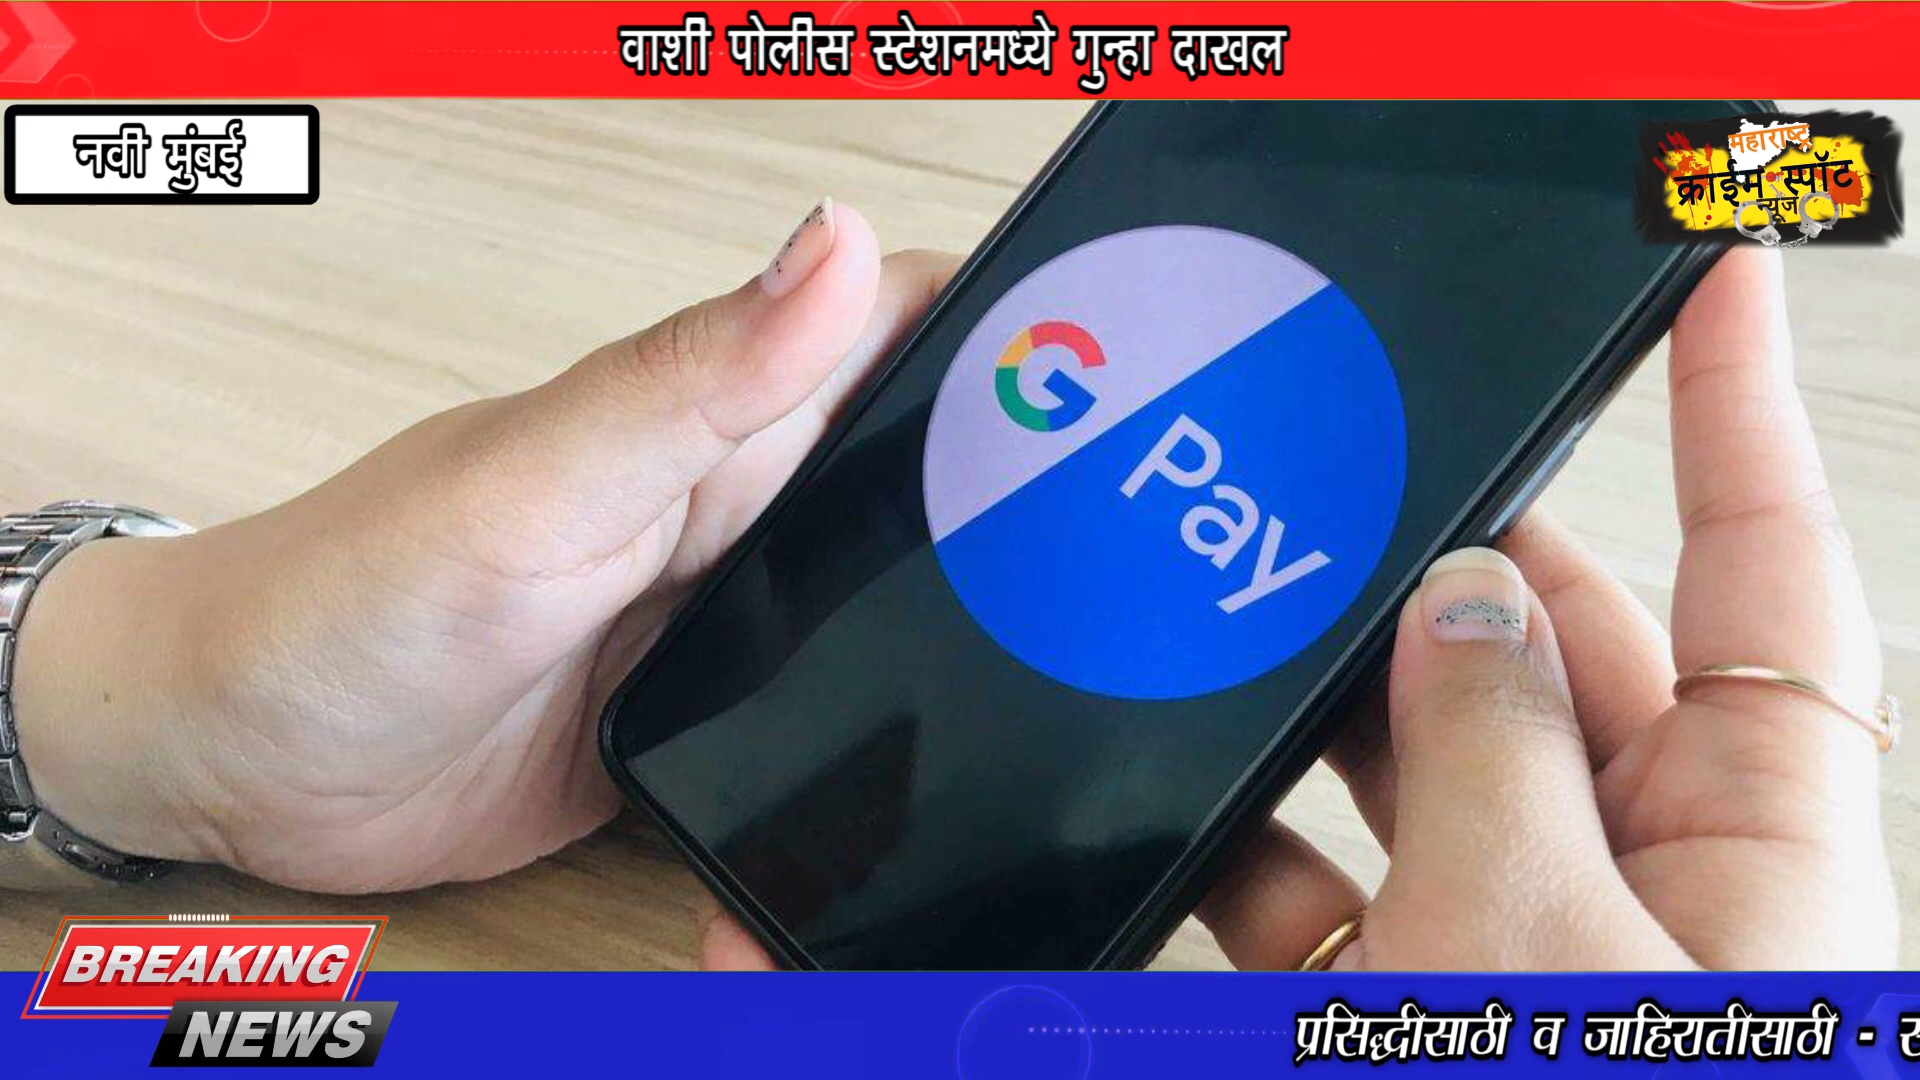 वाशी पोलीस स्टेशनमध्ये गुन्हा दाखल
नवी मुंबई
महाराष्ट्र
क्राईम स्पॉट
न्यूज
G Pay
BREAKING
NEWS
प्रसिद्धीसाठी व जाहिरातीसाठी -